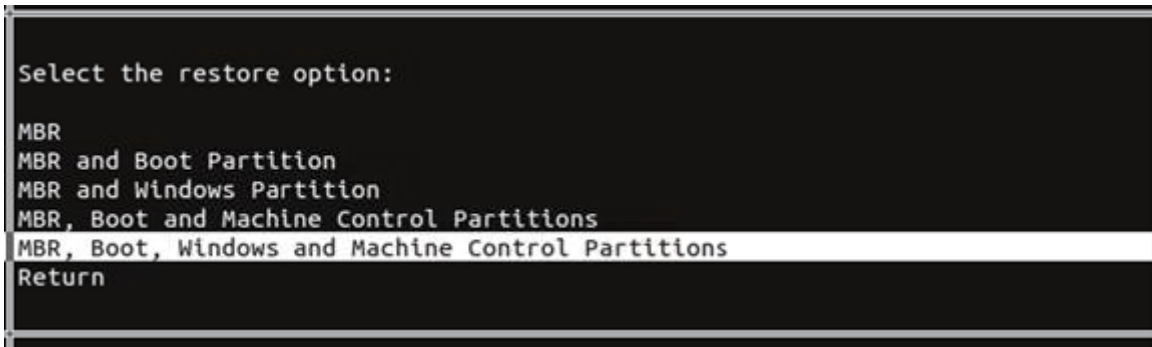 Select the restore option:
MBR
MBR and Boot Partition
MBR and Windows Partition
MBR, Boot and Machine Control Partitions
MBR, Boot, Windows and Machine Control Partitions
Return